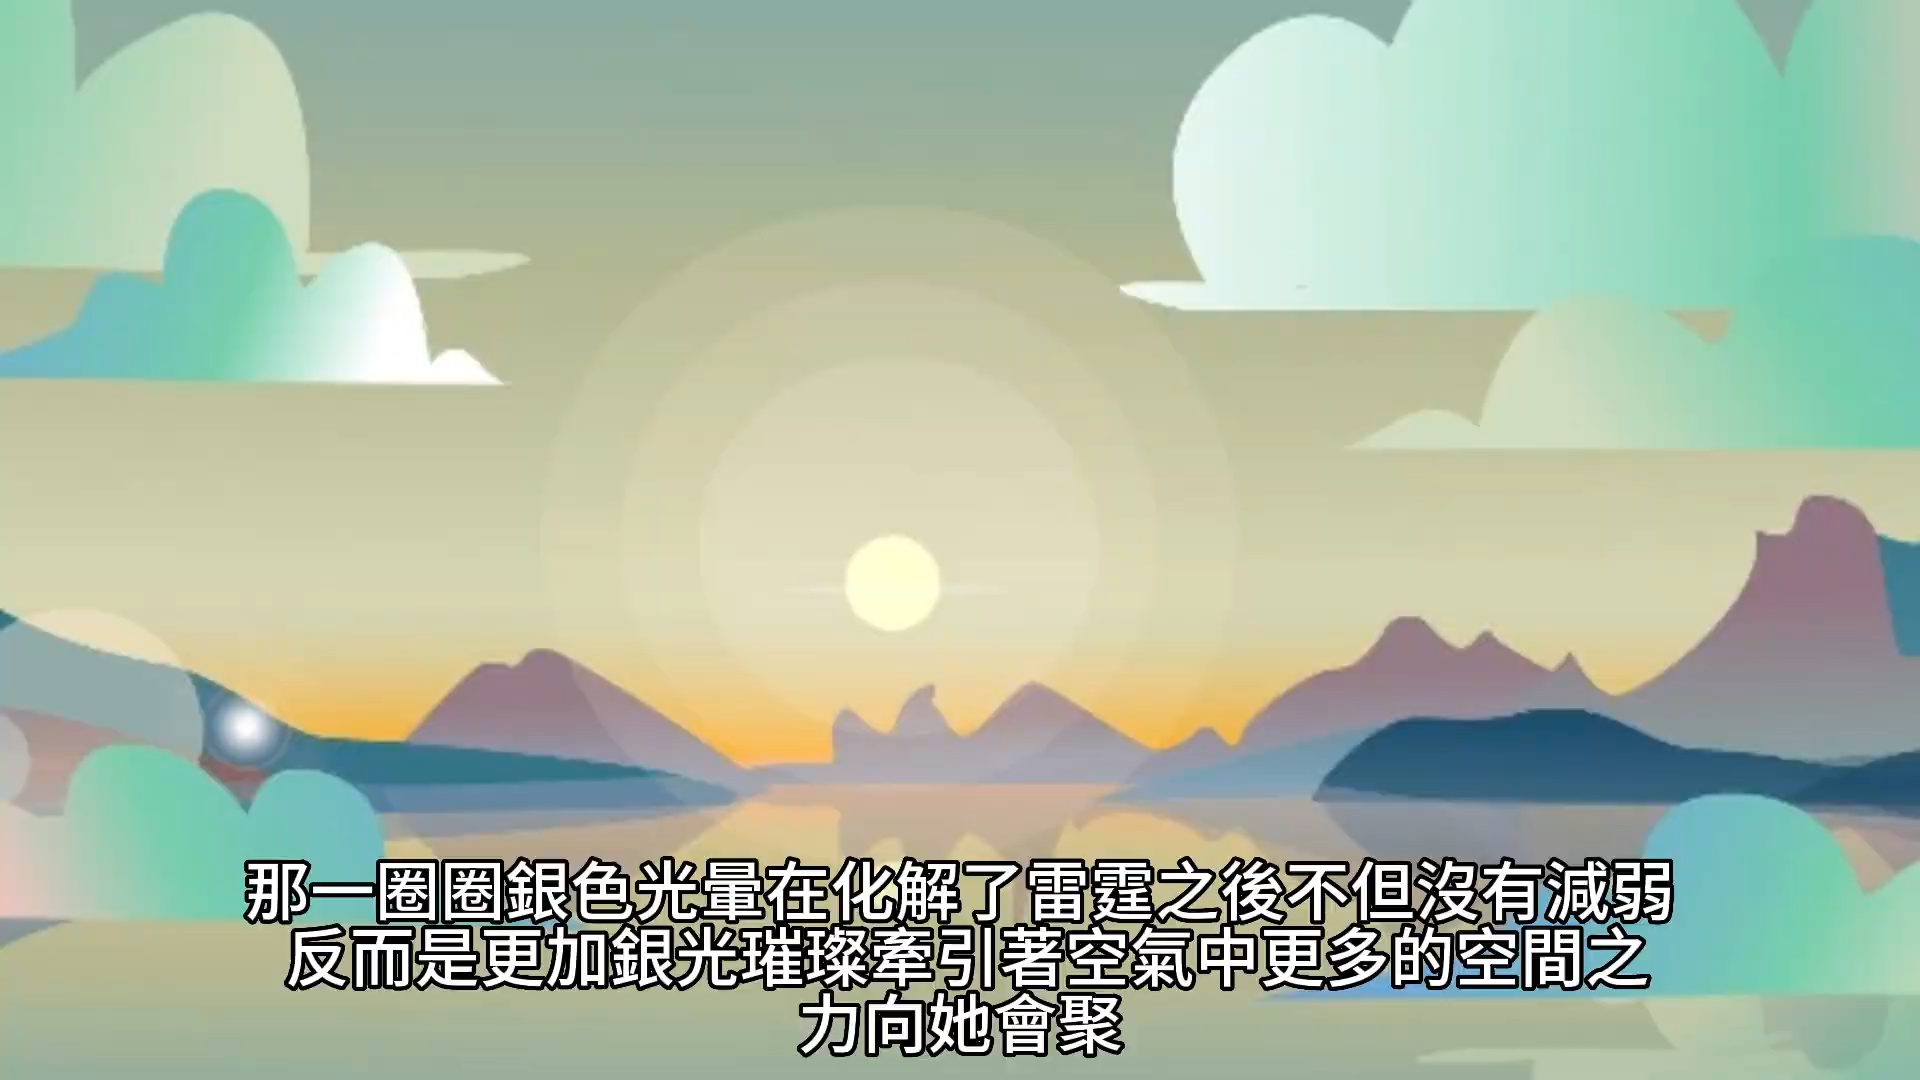 那一圈圈銀色光暈在化解了雷霆之後不但沒有減弱
反而是更加銀光璀璨牽引著空氣中更多的空間之
力向她會聚